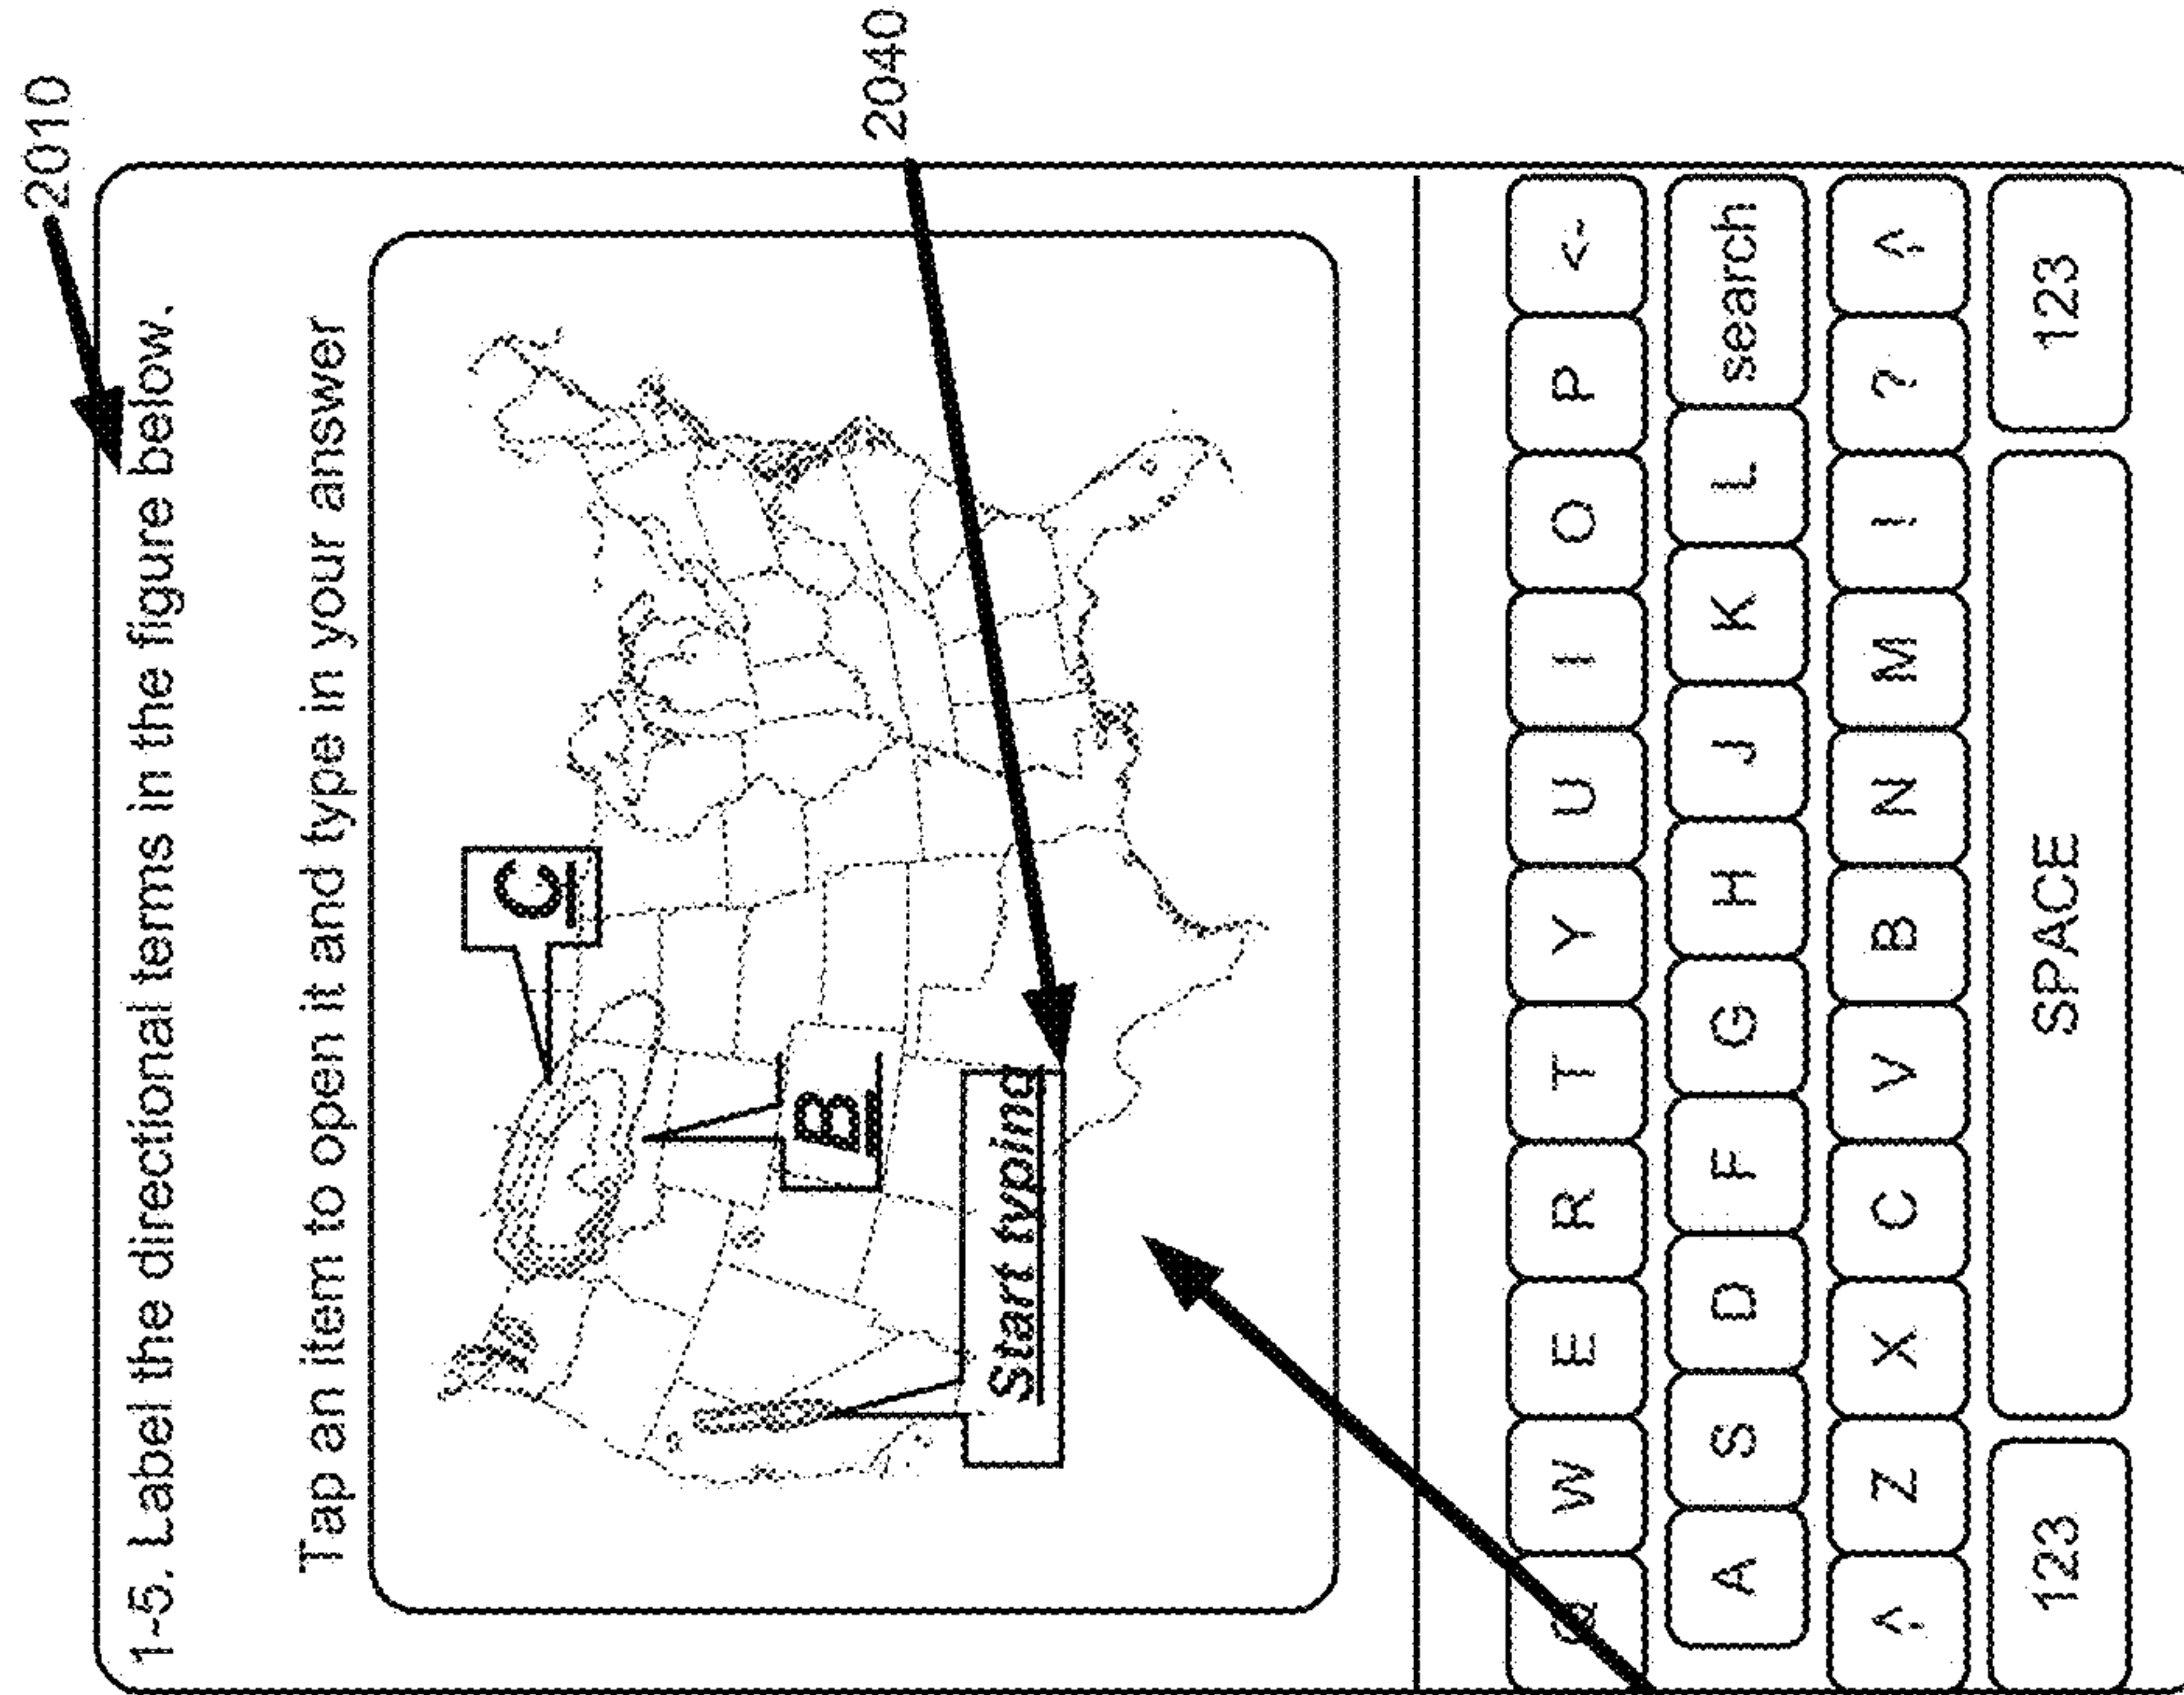 2010
1-5. Label the directional terms in the figure below.
Tap an item to open it and type in your answer
C
B
Start typing
2040
Q W E R T Y U I O P <-
A S D F G H J K L search
^ Z X C V B N M ! ? ^
123 SPACE 123